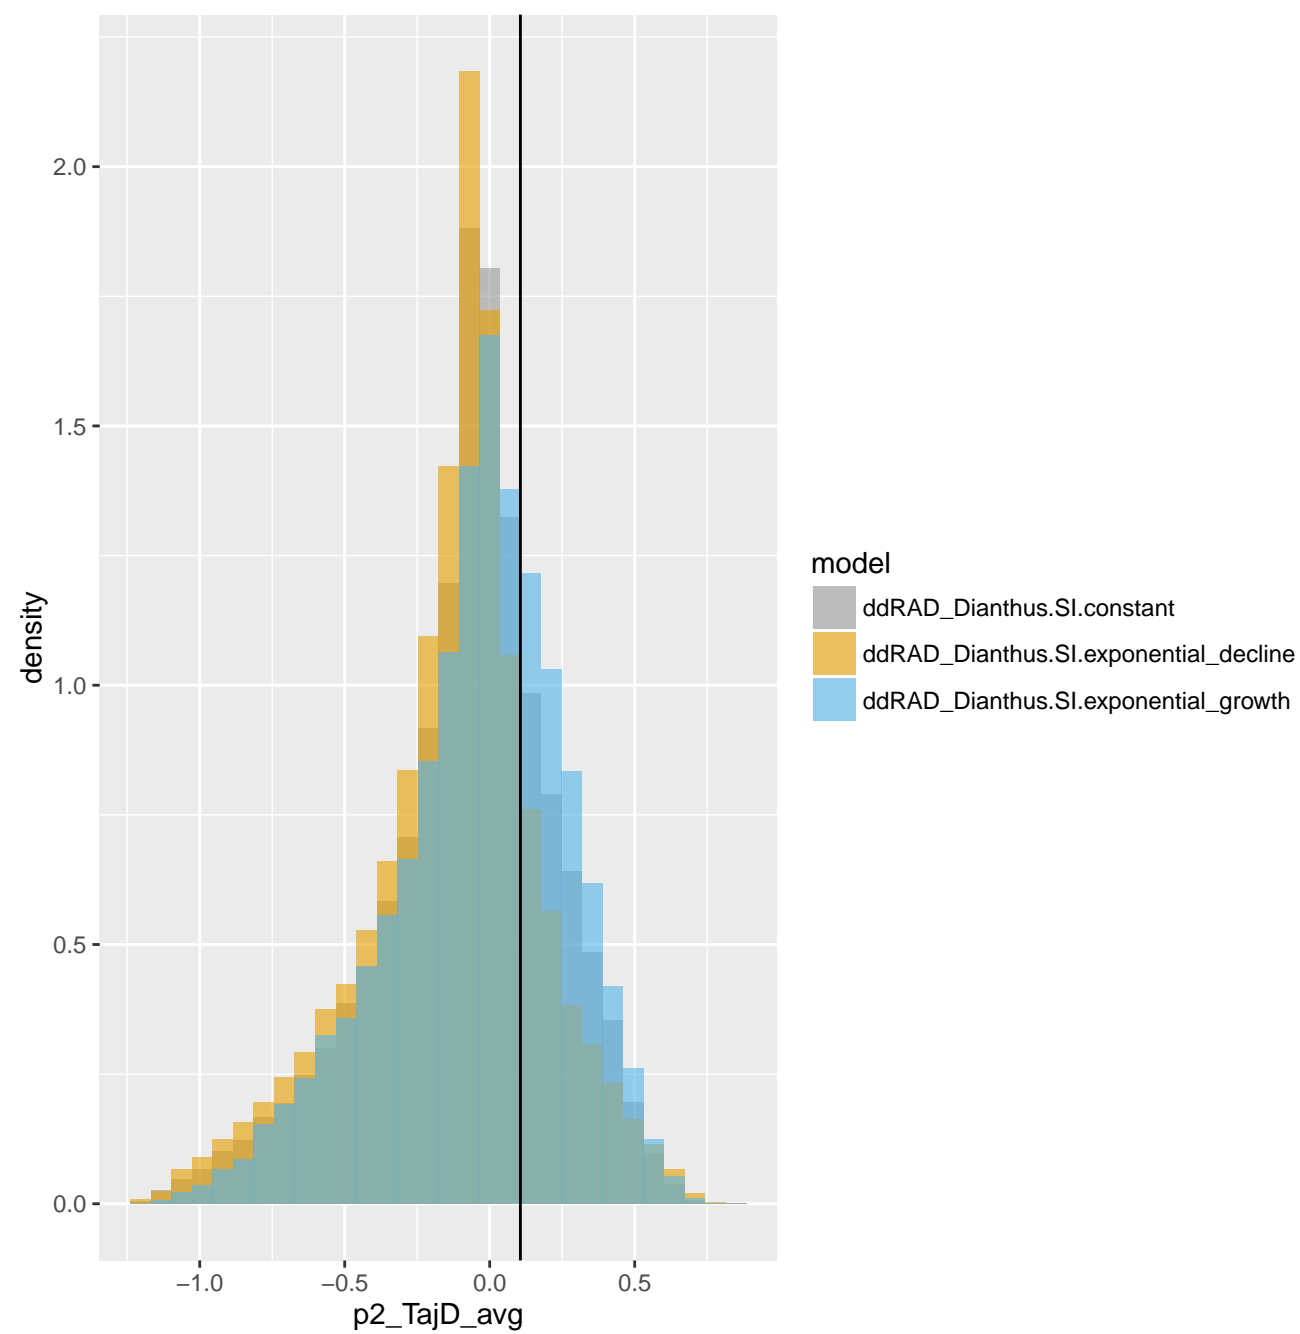 2.0
1.5
1.0
0.5
0.0
density
−1.0
−0.5
0.0
0.5
p2_TajD_avg
model
ddRAD_Dianthus.SI.constant
ddRAD_Dianthus.SI.exponential_decline
ddRAD_Dianthus.SI.exponential_growth